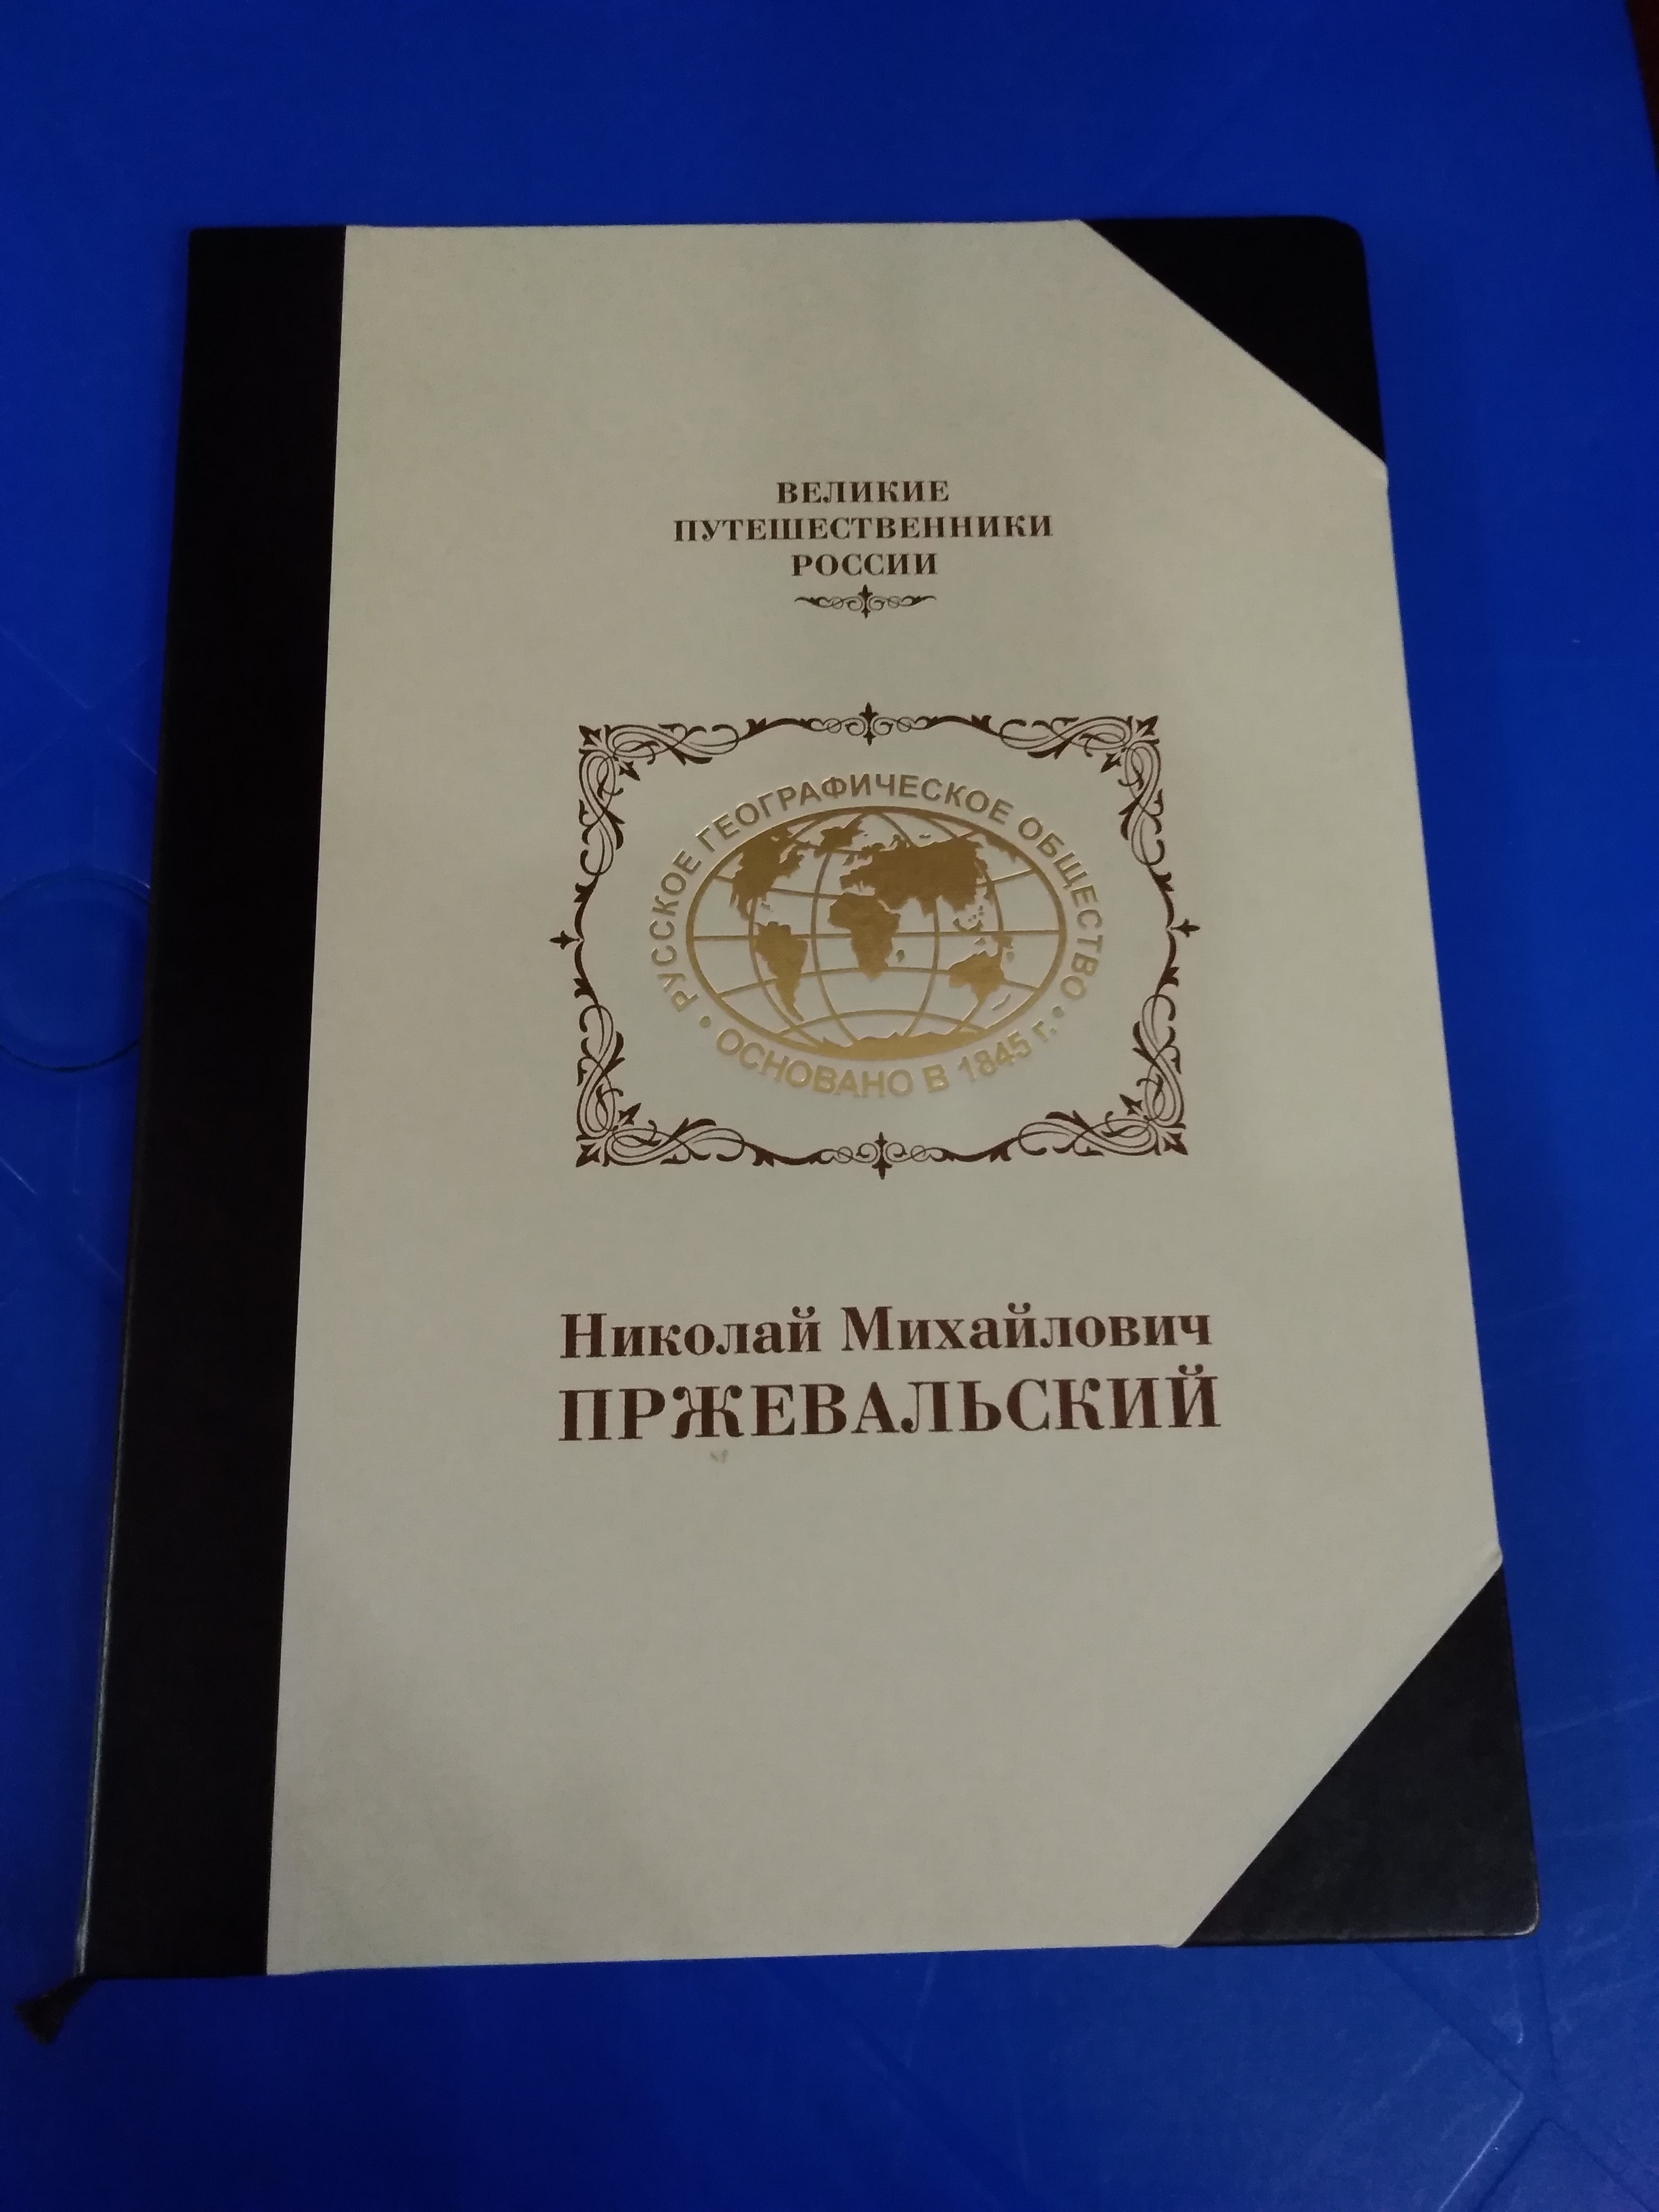 ВЕЛИКИЕ
ПУТЕШЕСТВЕННИКИ
РОССИИ
РУССКОЕ ГЕОГРАФИЧЕСКОЕ ОБЩЕСТВО
• ОСНОВАНО В 1845 г. •
Николай Михайлович
ПРЖЕВАЛЬСКИЙ